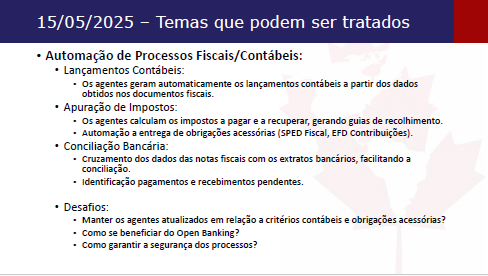 15/05/2025 – Temas que podem ser tratados
• Automação de Processos Fiscais/Contábeis:
• Lançamentos Contábeis:
• Os agentes geram automaticamente os lançamentos contábeis a partir dos dados
obtidos nos documentos fiscais.
• Apuração de Impostos:
• Os agentes calculam os impostos a pagar e a recuperar, gerando guias de recolhimento.
• Automação a entrega de obrigações acessórias (SPED Fiscal, EFD Contribuições).
• Conciliação Bancária:
• Cruzamento dos dados das notas fiscais com os extratos bancários, facilitando a
conciliação.
• Identificação pagamentos e recebimentos pendentes.
• Desafios:
• Manter os agentes atualizados em relação a critérios contábeis e obrigações acessórias?
• Como se beneficiar do Open Banking?
• Como garantir a segurança dos processos?